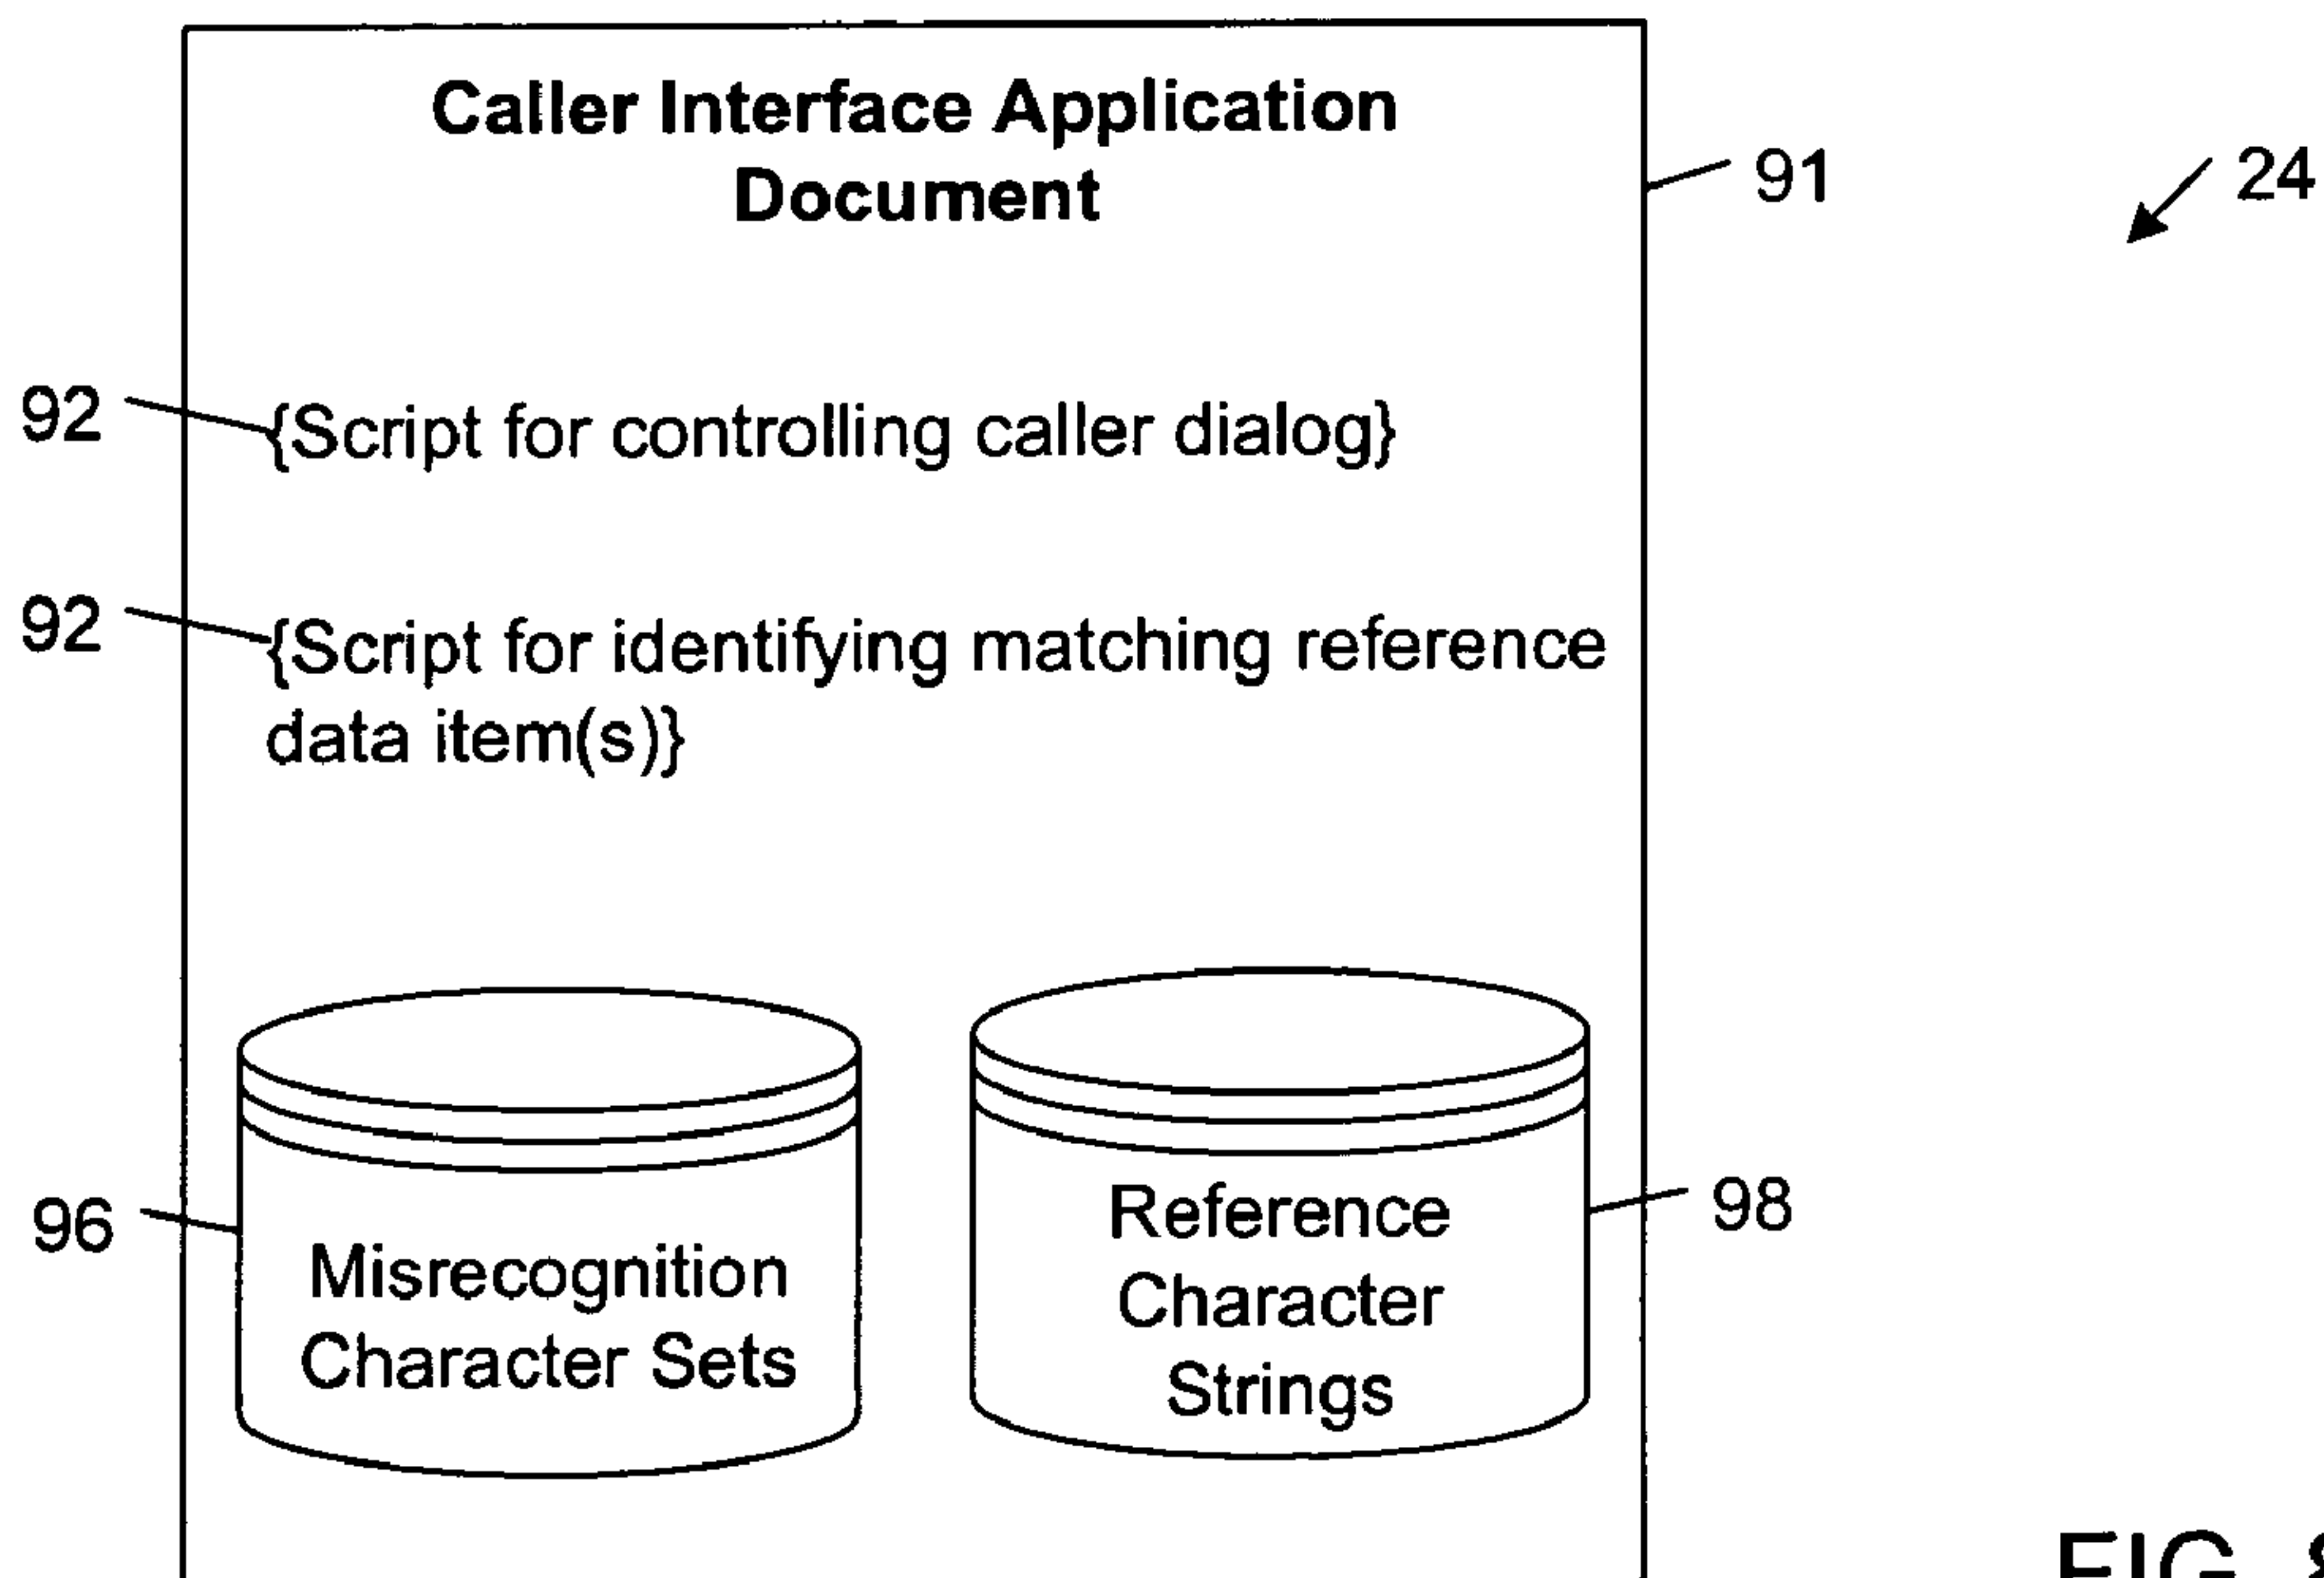 Caller Interface Application
Document
91
24
92
{Script for controlling caller dialog}
92
{Script for identifying matching reference
data item(s)}
96
Misrecognition
Character Sets
Reference
Character
Strings
98
FIG.